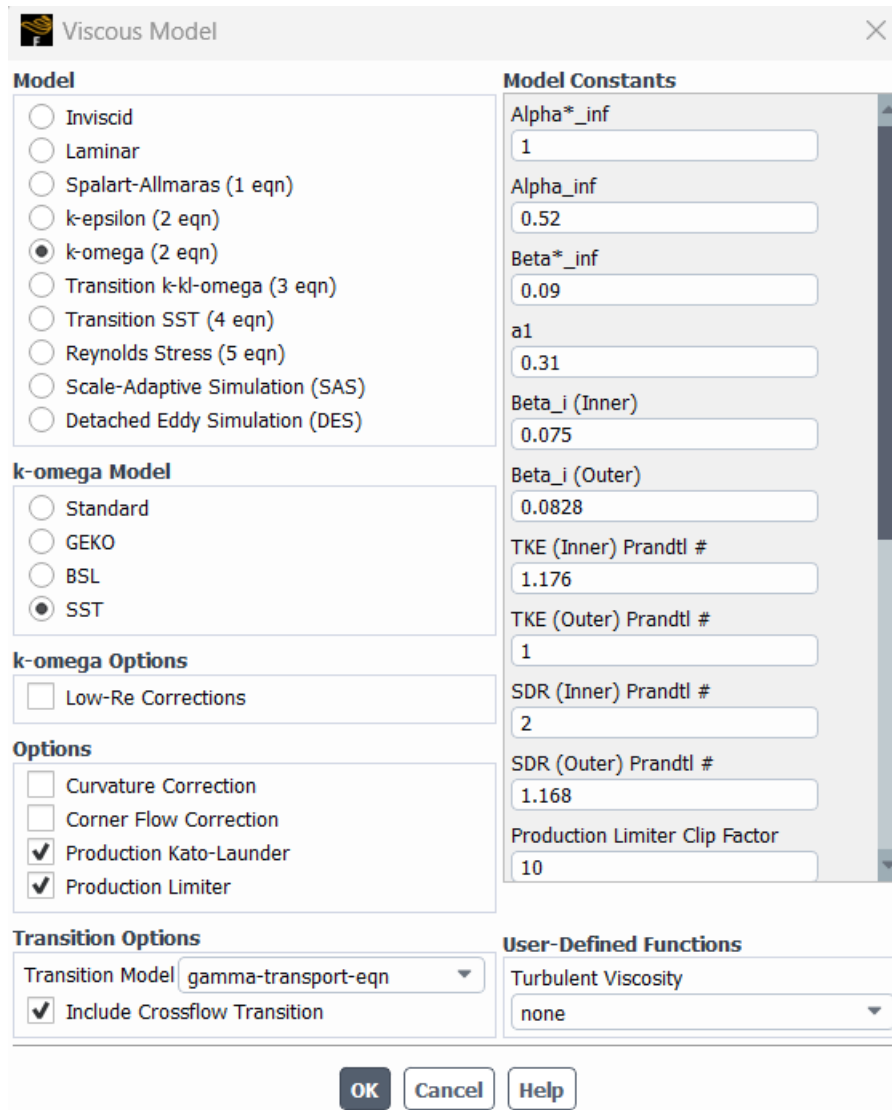 Viscous Model
Model
Inviscid
Laminar
Spalart-Allmaras (1 eqn)
k-epsilon (2 eqn)
k-omega (2 eqn)
Transition k-kl-omega (3 eqn)
Transition SST (4 eqn)
Reynolds Stress (5 eqn)
Scale-Adaptive Simulation (SAS)
Detached Eddy Simulation (DES)
k-omega Model
Standard
GEKO
BSL
SST
k-omega Options
Low-Re Corrections
Options
Curvature Correction
Corner Flow Correction
Production Kato-Launder
Production Limiter
Transition Options
Transition Model gamma-transport-eqn
Include Crossflow Transition
Model Constants
Alpha*_inf
1
Alpha_inf
0.52
Beta*_inf
0.09
a1
0.31
Beta_i (Inner)
0.075
Beta_i (Outer)
0.0828
TKE (Inner) Prandtl #
1.176
TKE (Outer) Prandtl #
1
SDR (Inner) Prandtl #
2
SDR (Outer) Prandtl #
1.168
Production Limiter Clip Factor
10
User-Defined Functions
Turbulent Viscosity
none
OK Cancel Help